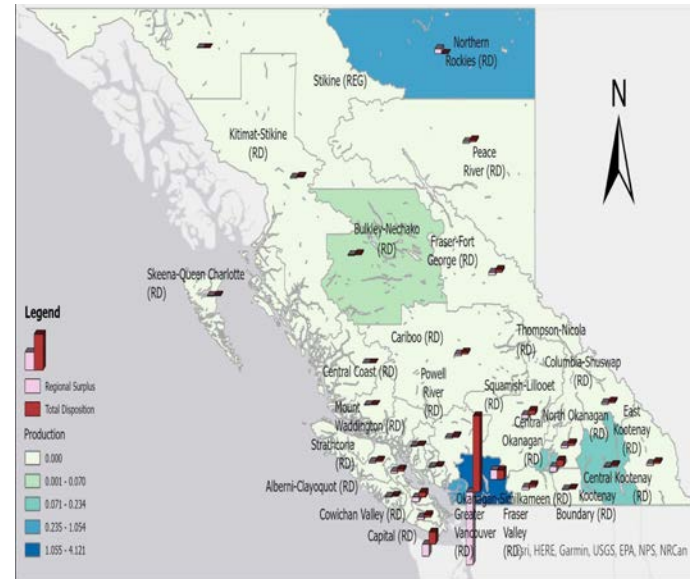 Northern
Rockies (RD)
Stikine (REG)
N
Kitimat-Stikine
(RD)
Peace
River (RD)
Bulkley-Nechako
(RD)
Fraser-Fort
George (RD)
Skeena-Queen Charlotte
(RD)
Legend
Regional Surplus
Total Disposition
Production
0.000
0.001 - 0.070
0.071 - 0.234
0.235 - 1.054
1.055 - 4.121
Cariboo (RD)
Thompson-Nicola
(RD)
Columbia-Shuswap
(RD)
Central Coast (RD)
Powell
River
(RD)
Squamish-Lillooet
(RD)
Mount
Waddington (RD)
Central
Okanagan
(RD)
North Okanagan
(RD)
East
Kootenay
(RD)
Strathcona
(RD)
Alberni-Clayoquot (RD)
Central Kootenay
(RD)
Okanagan-Similkameen (RD)
Kootenay
Boundary (RD)
Cowichan Valley (RD)
Greater
Vancouver
(RD)
Fraser
Valley
(RD)
Capital (RD)
Esri, HERE, Garmin, USGS, EPA, NPS, NRCan